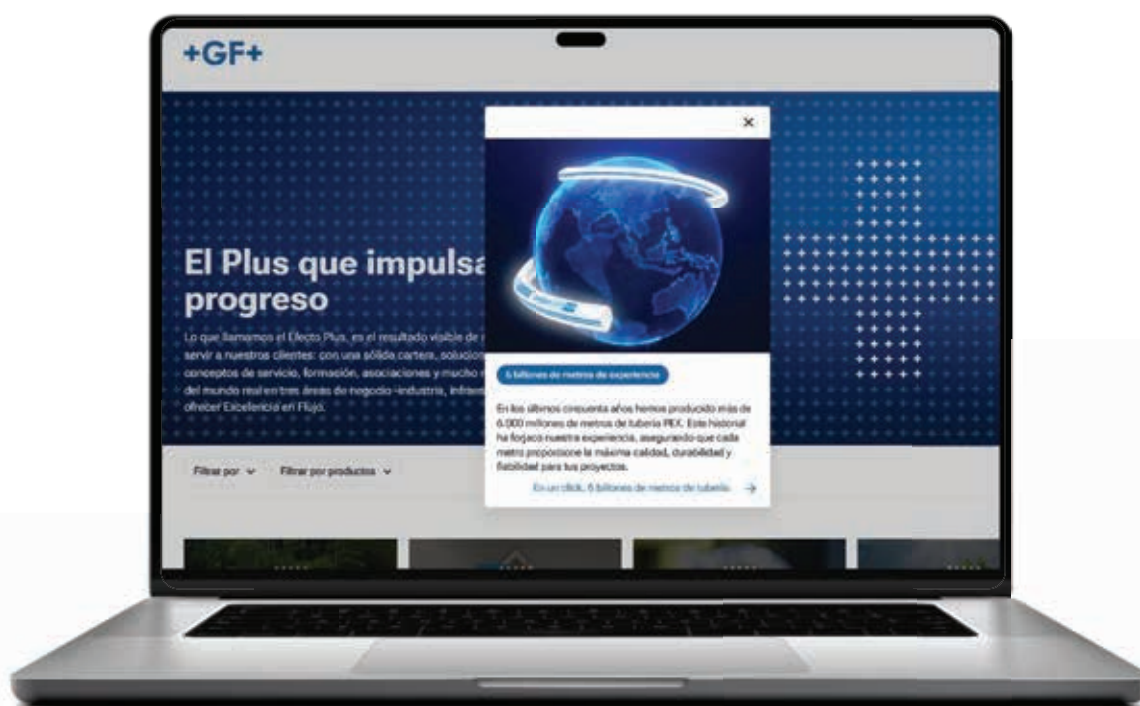 +GF+
El Plus que impulsa
progreso
Lo que llamamos el Efecto Plus, es el resultado visible de
servir a nuestros clientes: con una sólida cartera, solucion
conceptos de servicio, formación, asociaciones y mucho
del mundo real en tres áreas de negocio -industria, infraes
ofrecer Excelencia en Flujo.
Filtrar por
Filtrar por productos
6 billones de metros de experiencia
En los últimos cincuenta años hemos producido más de
6.000 millones de metros de tubería PEX. Este historial
ha forjado nuestra experiencia, asegurando que cada
metro proporcione la máxima calidad, durabilidad y
fiabilidad para tus proyectos.
En un click, 6 billones de metros de tubería